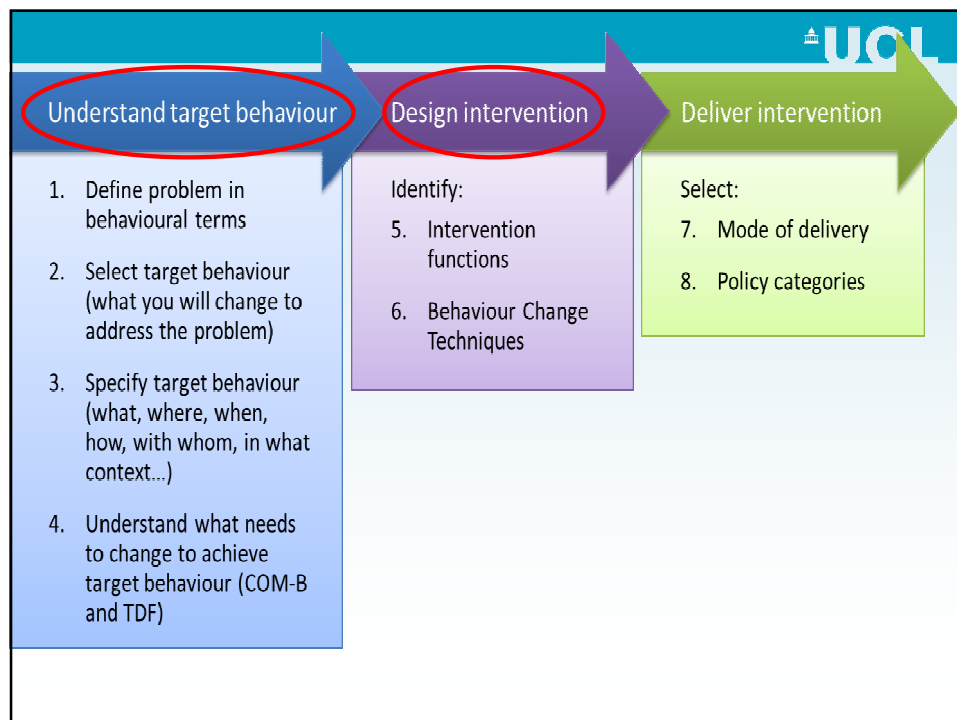 UCL
Understand target behaviour
Design intervention
Deliver intervention
1. Define problem in
behavioural terms
2. Select target behaviour
(what you will change to
address the problem)
3. Specify target behaviour
(what, where, when,
how, with whom, in what
context...)
4. Understand what needs
to change to achieve
target behaviour (COM-B
and TDF)
Identify:
5. Intervention
functions
6. Behaviour Change
Techniques
Select:
7. Mode of delivery
8. Policy categories